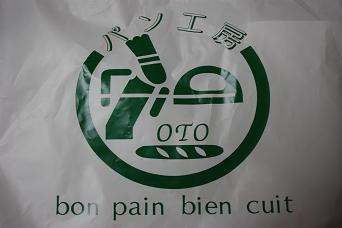 パン工房
OTO
bon pain bien cuit